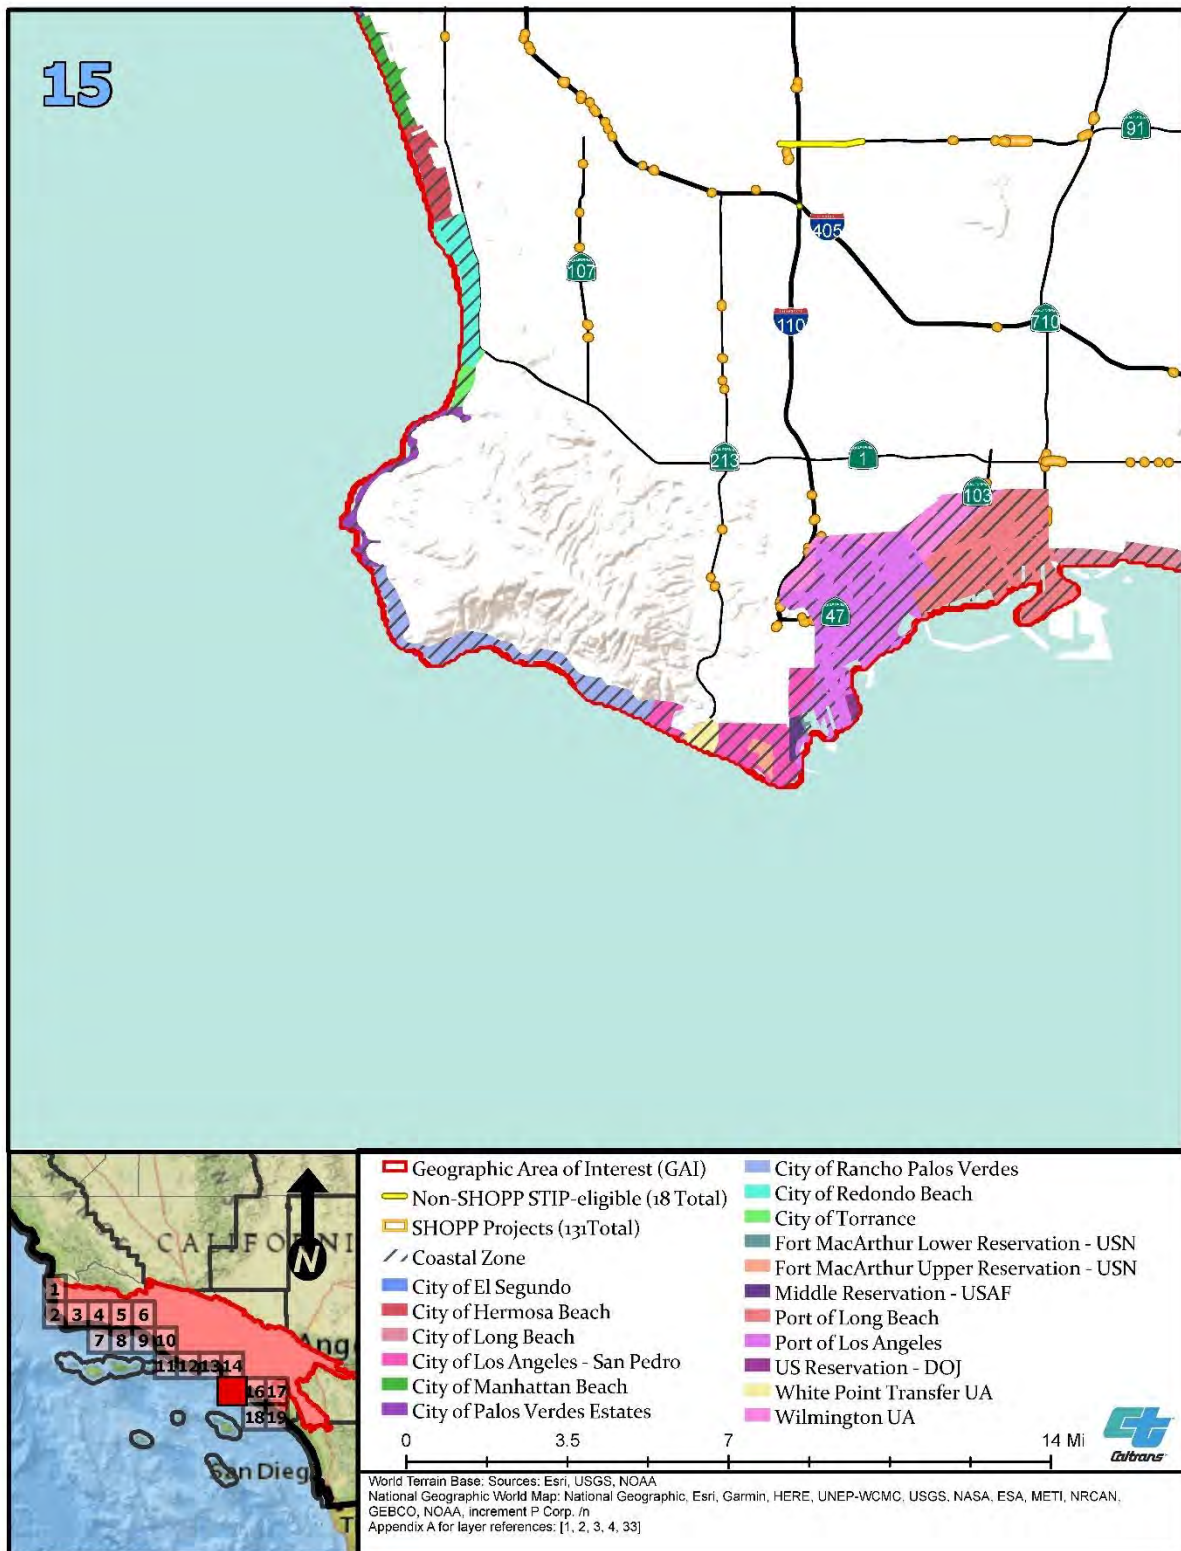 15
91
405
107
110
710
213
1
103
47
CALIFORNI
Ang
San Dieg
N
1
2 3 4 5 6
7 8 9 10
11 12 13 14
16 17
18 19
Geographic Area of Interest (GAI)
Non-SHOPP STIP-eligible (18 Total)
SHOPP Projects (131Total)
Coastal Zone
City of El Segundo
City of Hermosa Beach
City of Long Beach
City of Los Angeles - San Pedro
City of Manhattan Beach
City of Palos Verdes Estates
City of Rancho Palos Verdes
City of Redondo Beach
City of Torrance
Fort MacArthur Lower Reservation - USN
Fort MacArthur Upper Reservation - USN
Middle Reservation - USAF
Port of Long Beach
Port of Los Angeles
US Reservation - DOJ
White Point Transfer UA
Wilmington UA
0 3.5 7 14 Mi
Caltrans
World Terrain Base: Sources: Esri, USGS, NOAA
National Geographic World Map: National Geographic, Esri, Garmin, HERE, UNEP-WCMC, USGS, NASA, ESA, METI, NRCAN,
GEBCO, NOAA, increment P Corp. /n
Appendix A for layer references: [1, 2, 3, 4, 33]